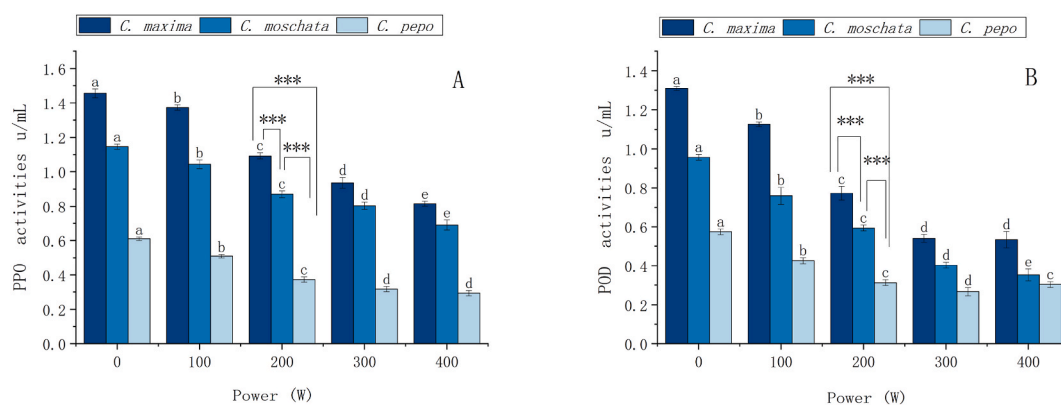 C. maxima C. moschata C. pepo
A
PPO activities u/mL
1.6
1.4
1.2
1.0
0.8
0.6
0.4
0.2
0.0
a a a
b b b
c c c
d d d
e e d
***
***
***
0 100 200 300 400
Power (W)
C. maxima C. moschata C. pepo
B
POD activities u/mL
1.4
1.2
1.0
0.8
0.6
0.4
0.2
0.0
a a a
b b b
c c c
d d d
d e c
***
***
***
0 100 200 300 400
Power (W)